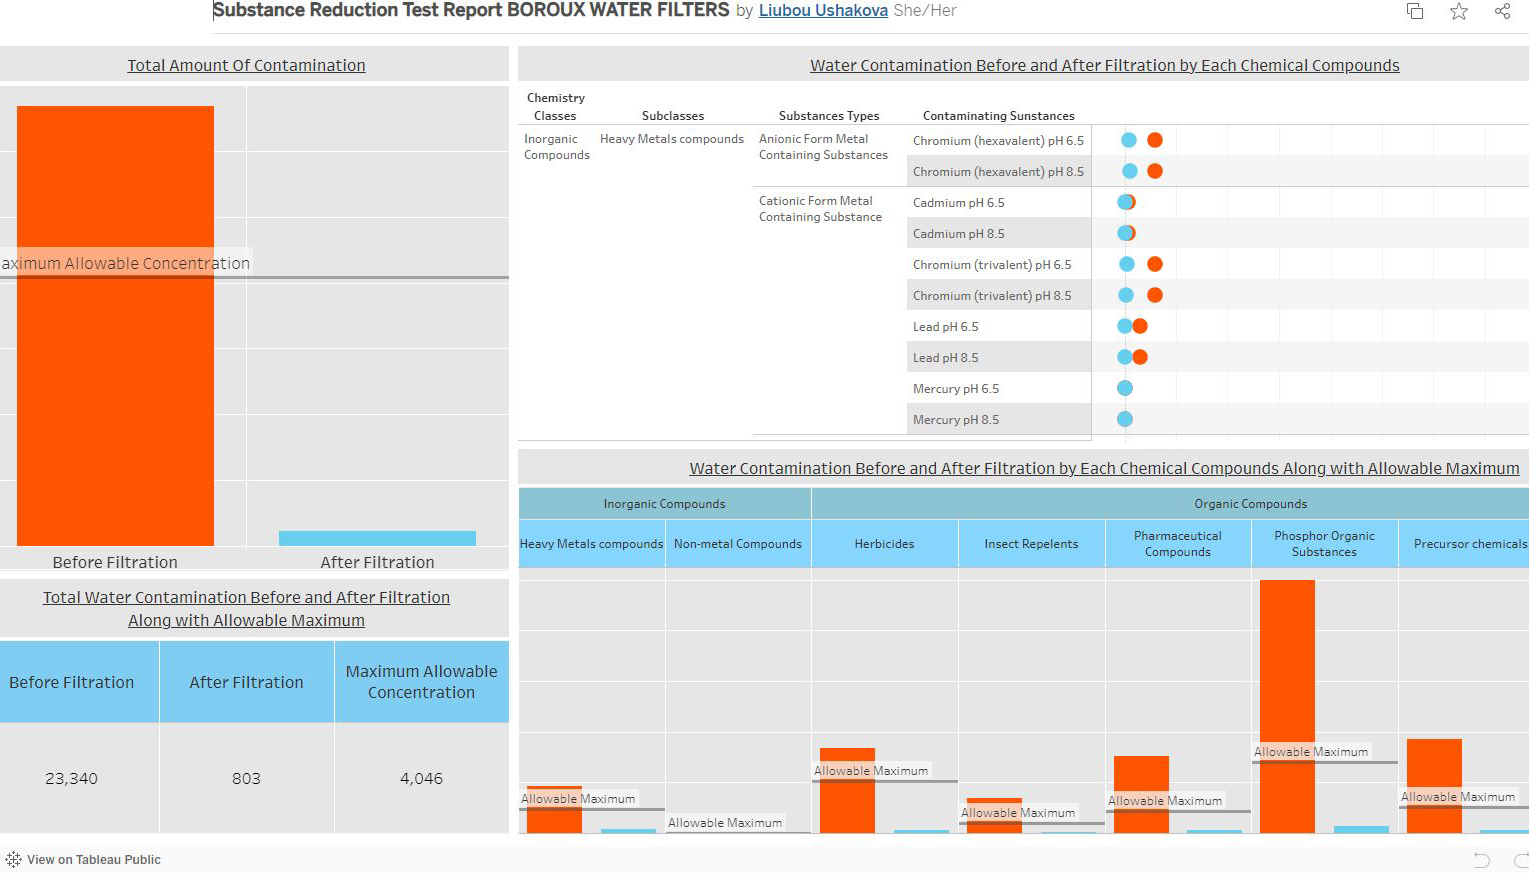 Substance Reduction Test Report BOROUX WATER FILTERS by Liubou Ushakova She/Her
Total Amount Of Contamination
aximum Allowable Concentration
Before Filtration After Filtration
Total Water Contamination Before and After Filtration
Along with Allowable Maximum
Before Filtration After Filtration Maximum Allowable
Concentration
23,340 803 4,046
Water Contamination Before and After Filtration by Each Chemical Compounds
Chemistry
Classes Subclasses Substances Types Contaminating Sunstances
Inorganic
Compounds
Heavy Metals compounds
Anionic Form Metal
Containing Substances
Chromium (hexavalent) pH 6.5
Chromium (hexavalent) pH 8.5
Cationic Form Metal
Containing Substance
Cadmium pH 6.5
Cadmium pH 8.5
Chromium (trivalent) pH 6.5
Chromium (trivalent) pH 8.5
Lead pH 6.5
Lead pH 8.5
Mercury pH 6.5
Mercury pH 8.5
Water Contamination Before and After Filtration by Each Chemical Compounds Along with Allowable Maximum
Inorganic Compounds Organic Compounds
Heavy Metals compounds Non-metal Compounds Herbicides Insect Repelents
Pharmaceutical
Compounds
Phosphor Organic
Substances
Precursor chemicals
Allowable Maximum
Allowable Maximum
Allowable Maximum
Allowable Maximum
Allowable Maximum
Allowable Maximum
Allowable Maximum
View on Tableau Public